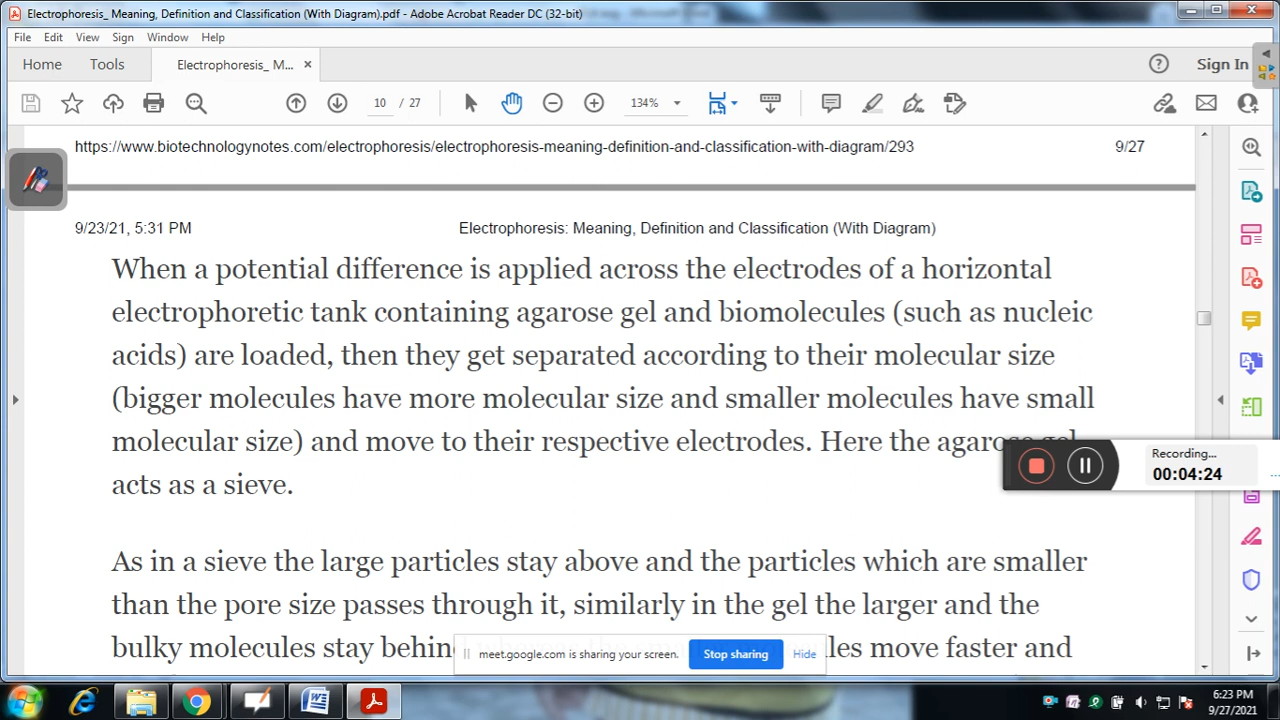 Electrophoresis_ Meaning, Definition and Classification (With Diagram).pdf - Adobe Acrobat Reader DC (32-bit)
File Edit View Sign Window Help
Home Tools Electrophoresis_ M... × Sign In
10 / 27 134%
https://www.biotechnologynotes.com/electrophoresis/electrophoresis-meaning-definition-and-classification-with-diagram/293 9/27
9/23/21, 5:31 PM Electrophoresis: Meaning, Definition and Classification (With Diagram)
When a potential difference is applied across the electrodes of a horizontal
electrophoretic tank containing agarose gel and biomolecules (such as nucleic
acids) are loaded, then they get separated according to their molecular size
(bigger molecules have more molecular size and smaller molecules have small
molecular size) and move to their respective electrodes. Here the agarose gel
Recording...
00:04:24
acts as a sieve.
As in a sieve the large particles stay above and the particles which are smaller
than the pore size passes through it, similarly in the gel the larger and the
bulky molecules stay move faster and
meet.google.com is sharing your screen. Stop sharing Hide
6:23 PM
9/27/2021